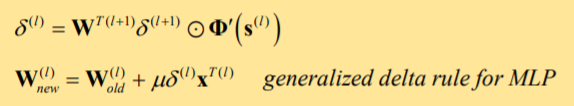 δ^(l) = W^T(l+1) δ^(l+1) ⊙ Φ′(s^(l))
W_new^(l) = W_old^(l) + μδ^(l) x^T(l) generalized delta rule for MLP